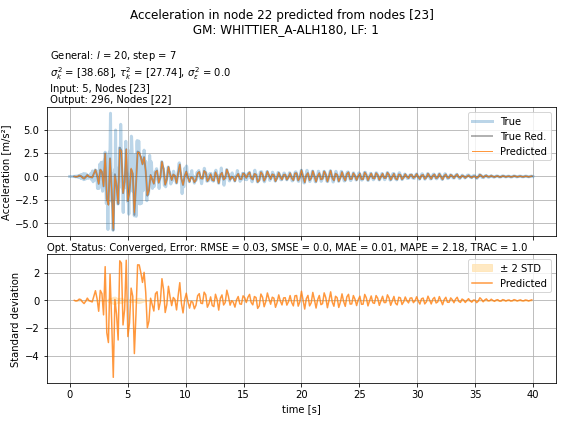 Acceleration in node 22 predicted from nodes [23]
GM: WHITTIER_A-ALH180, LF: 1
General: l = 20, step = 7
σ²ₖ = [38.68], τ²ₖ = [27.74], σ²ε = 0.0
Input: 5, Nodes [23]
Output: 296, Nodes [22]
Acceleration [m/s²]
5.0
2.5
0.0
−2.5
−5.0
True
True Red.
Predicted
Opt. Status: Converged, Error: RMSE = 0.03, SMSE = 0.0, MAE = 0.01, MAPE = 2.18, TRAC = 1.0
Standard deviation
2
0
−2
−4
± 2 STD
Predicted
0 5 10 15 20 25 30 35 40
time [s]